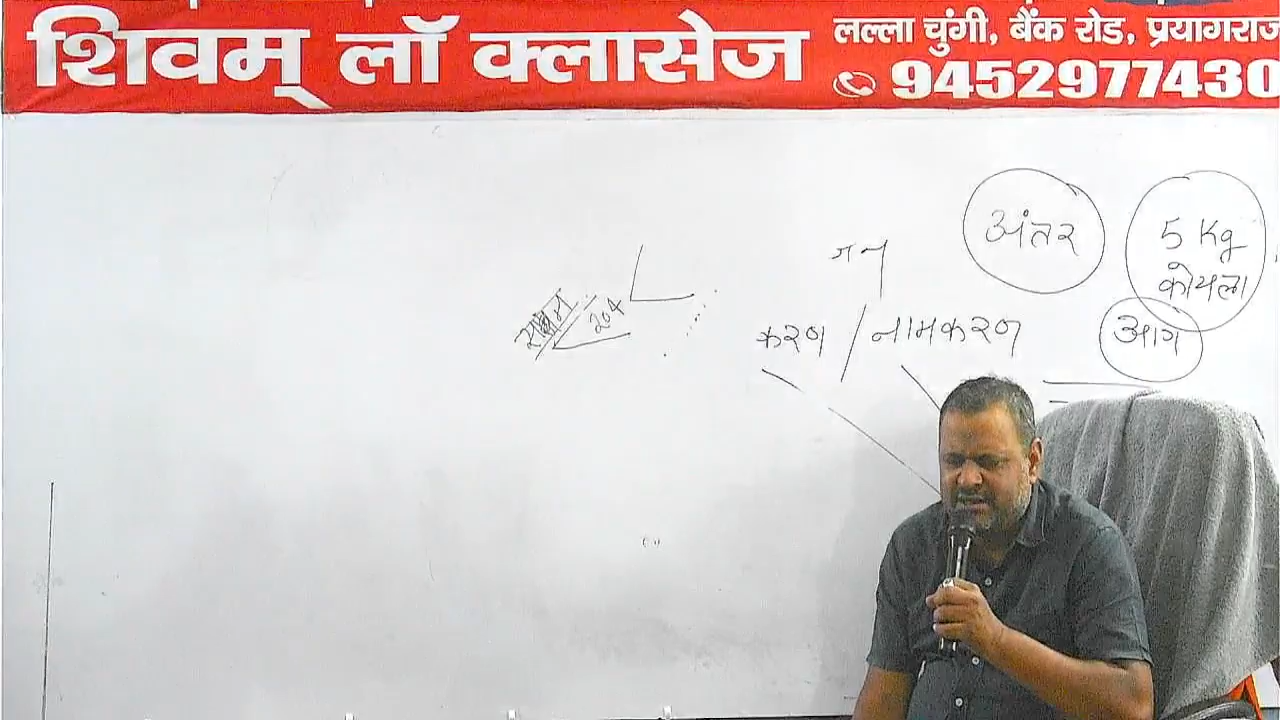 शिवम् लॉ क्लासेज
लल्ला चुंगी, बैंक रोड, प्रयागराज
9452977430
अंतर
5 Kg
कोयला
आग
करण / नामकरण
204